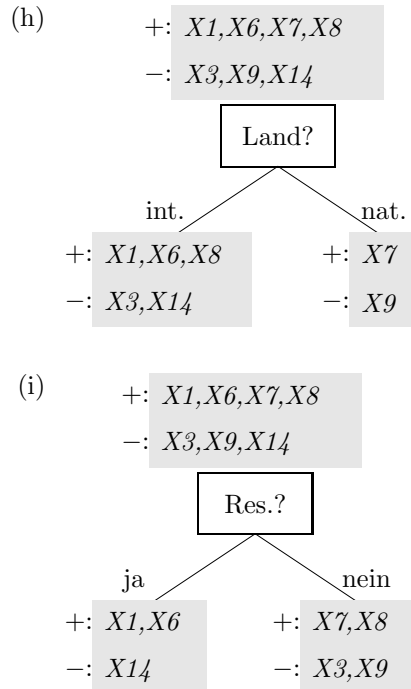 (h)
+: X1,X6,X7,X8
−: X3,X9,X14
Land?
int. nat.
+: X1,X6,X8 +: X7
−: X3,X14 −: X9
(i)
+: X1,X6,X7,X8
−: X3,X9,X14
Res.?
ja nein
+: X1,X6 +: X7,X8
−: X14 −: X3,X9